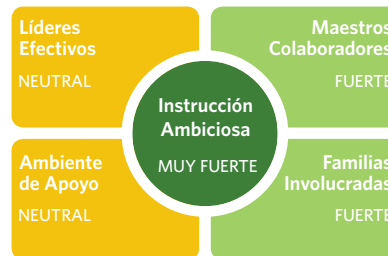 Líderes
Efectivos
NEUTRAL
Maestros
Colaboradores
FUERTE
Instrucción
Ambiciosa
MUY FUERTE
Ambiente
de Apoyo
NEUTRAL
Familias
Involucradas
FUERTE